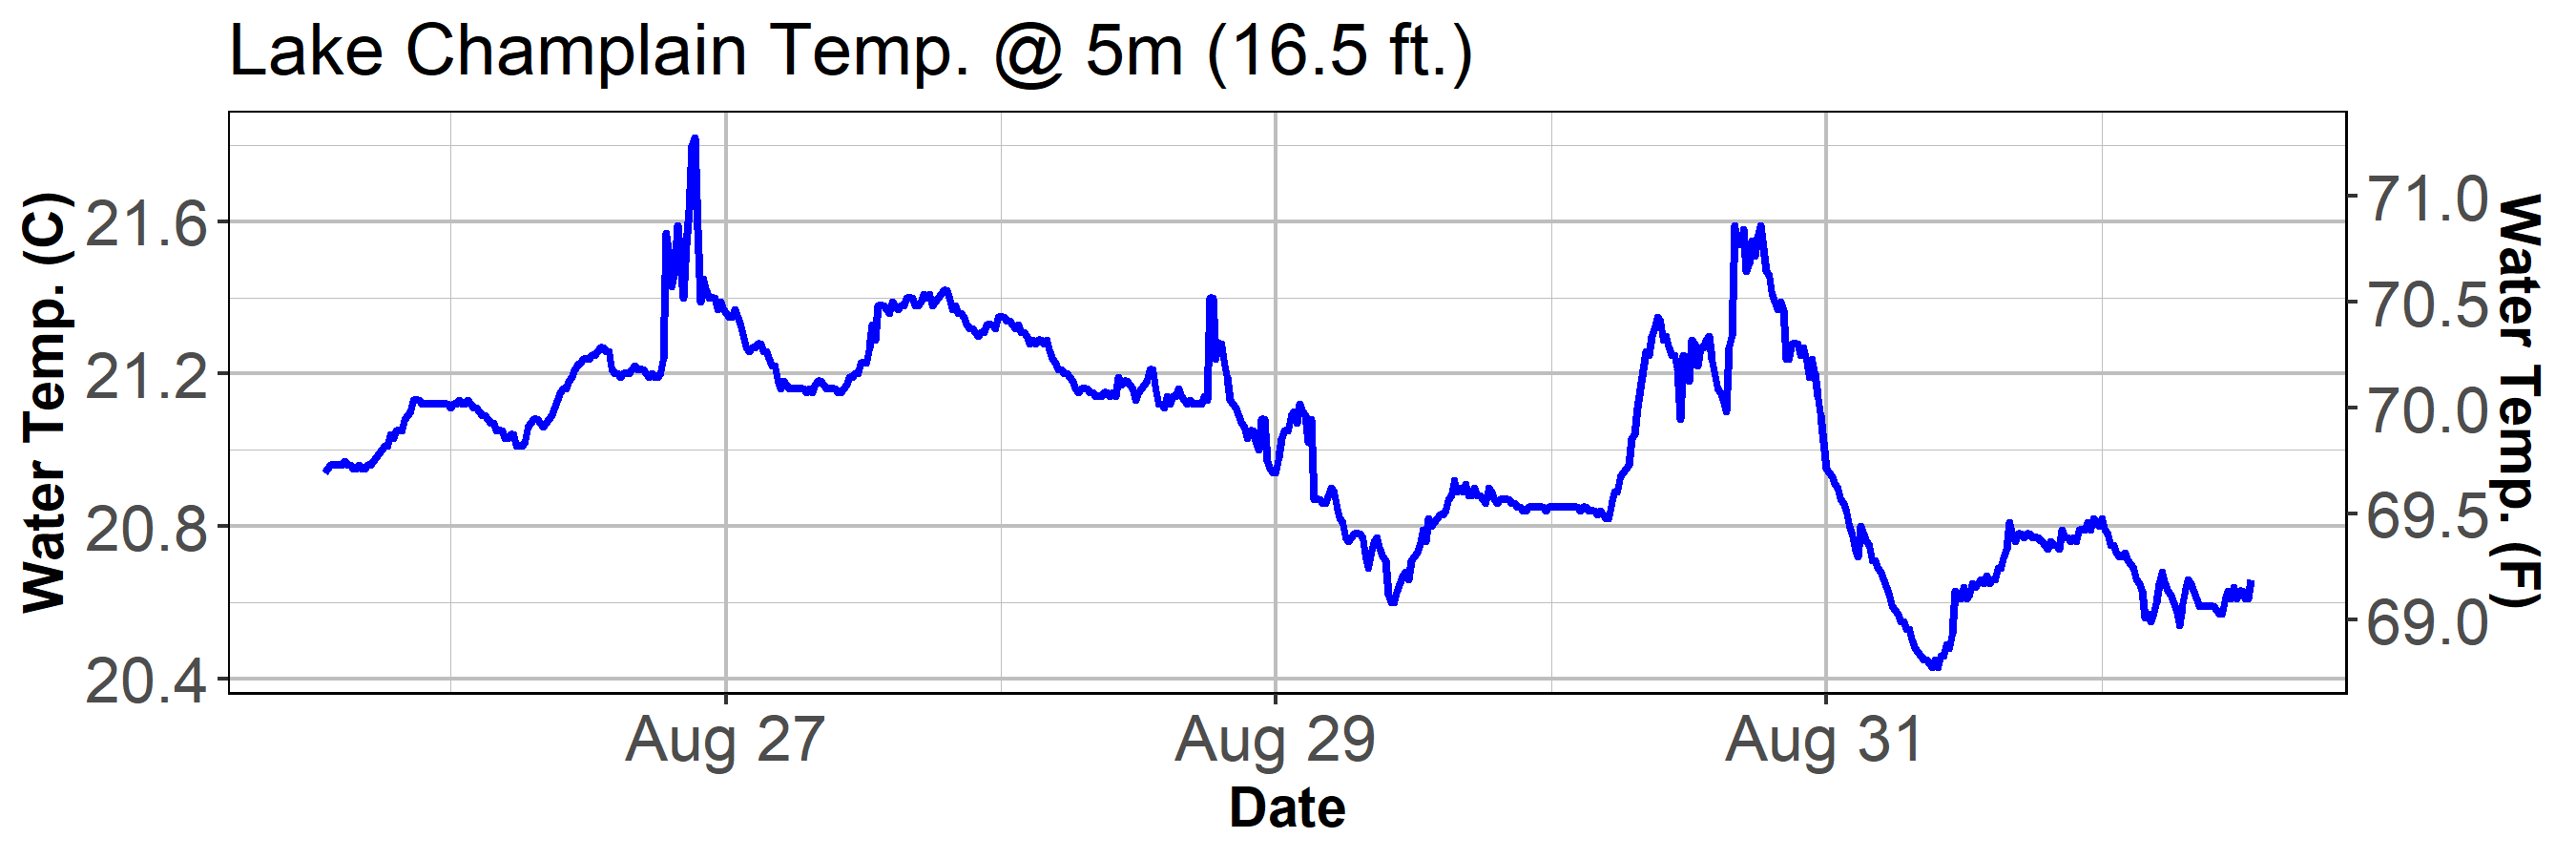 Lake Champlain Temp. @ 5m (16.5 ft.)
Water Temp. (C)
21.6
21.2
20.8
20.4
71.0
70.5
70.0
69.5
69.0
Water Temp. (F)
Aug 27
Aug 29
Aug 31
Date